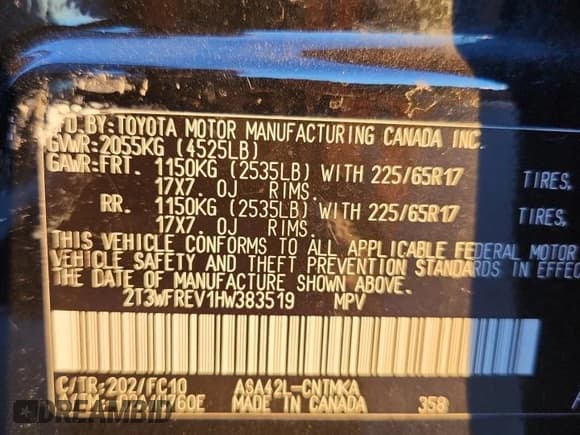 MFD.BY:TOYOTA MOTOR MANUFACTURING CANADA INC.
GVWR:2055KG (4525LB)
GAWR:FRT. 1150KG (2535LB) WITH 225/65R17 TIRES,
17X7.0J RIMS.
RR. 1150KG (2535LB) WITH 225/65R17 TIRES,
17X7.0J RIMS.
THIS VEHICLE CONFORMS TO ALL APPLICABLE FEDERAL MOTOR
VEHICLE SAFETY AND THEFT PREVENTION STANDARDS IN EFFEC
THE DATE OF MANUFACTURE SHOWN ABOVE.
2T3WFREV1HW383519 MPV
C/TR:202/FC10 ASA42L-CNTMKA
MADE IN CANADA 358
DREAMBID